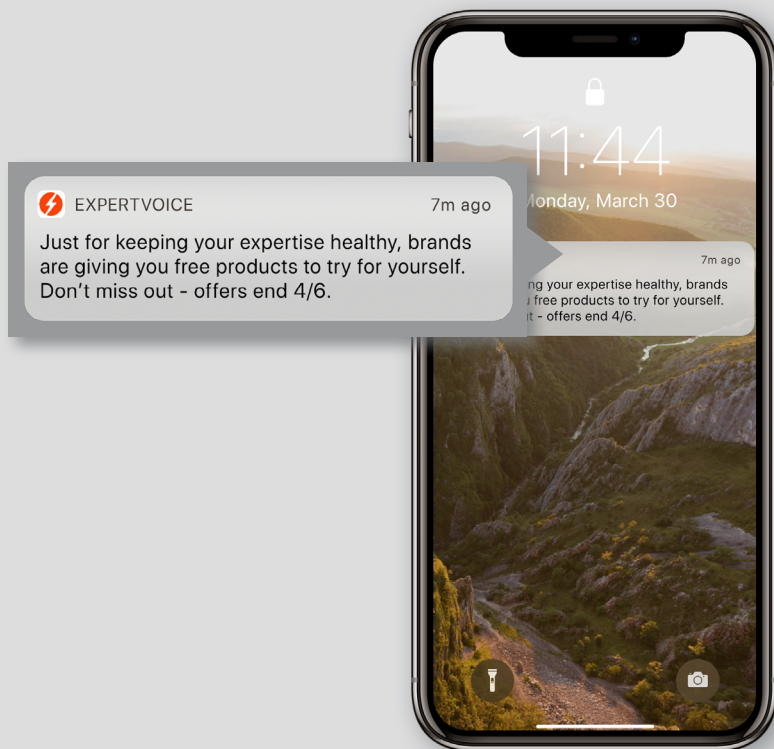 11:44
Monday, March 30
EXPERTVOICE 7m ago
Just for keeping your expertise healthy, brands
are giving you free products to try for yourself.
Don't miss out - offers end 4/6.
7m ago
ng your expertise healthy, brands
free products to try for yourself.
t - offers end 4/6.